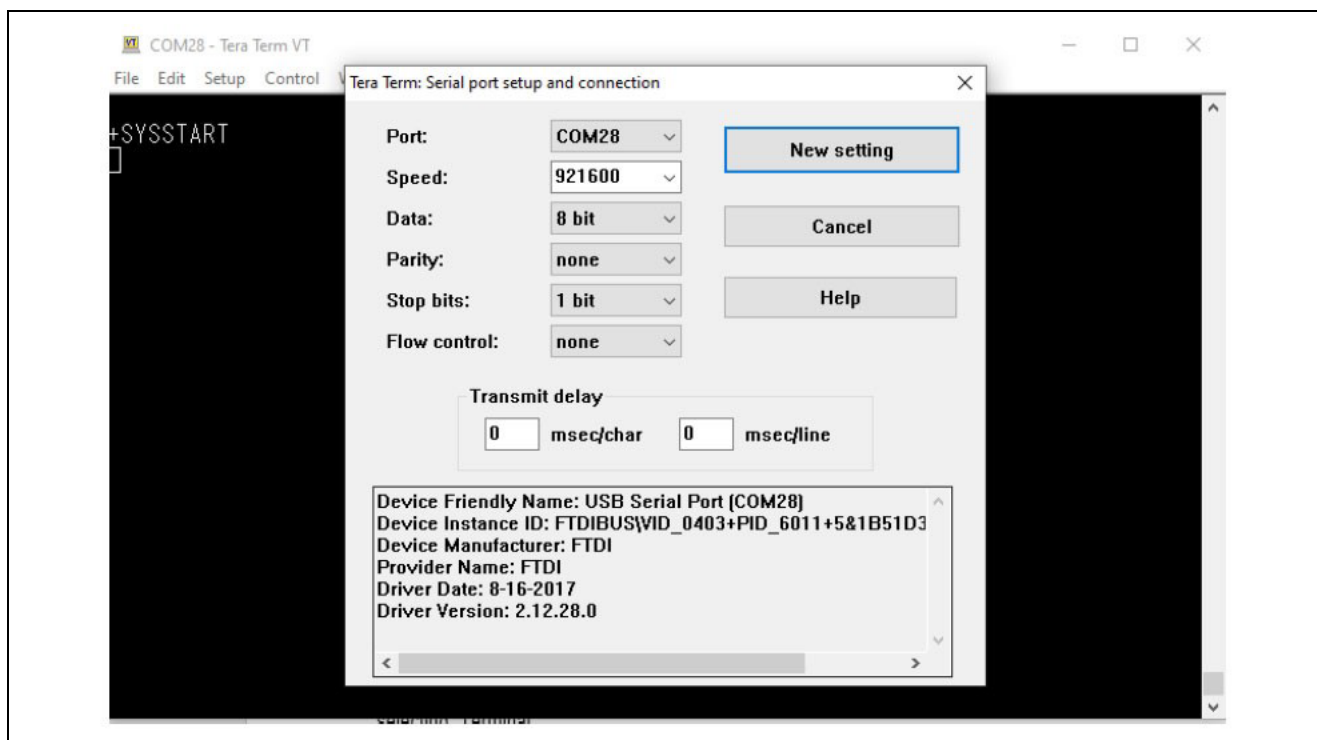 COM28 - Tera Term VT
File Edit Setup Control
Tera Term: Serial port setup and connection
+SYSSTART
Port: COM28
New setting
Speed: 921600
Data: 8 bit
Cancel
Parity: none
Stop bits: 1 bit
Help
Flow control: none
Transmit delay
0 msec/char 0 msec/line
Device Friendly Name: USB Serial Port (COM28)
Device Instance ID: FTDIBUS\VID_0403+PID_6011+5&1B51D3
Device Manufacturer: FTDI
Provider Name: FTDI
Driver Date: 8-16-2017
Driver Version: 2.12.28.0